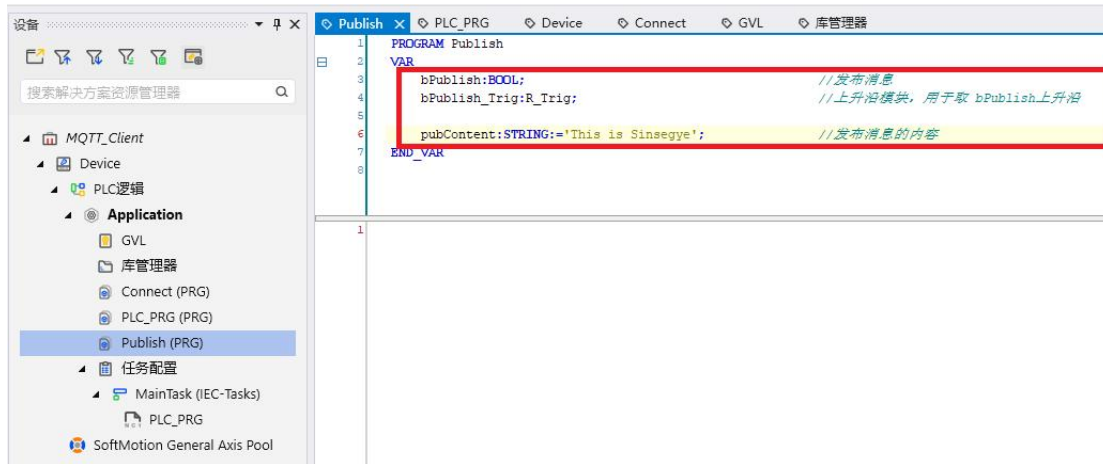 设备
搜索解决方案资源管理器
MQTT_Client
Device
PLC逻辑
Application
GVL
库管理器
Connect (PRG)
PLC_PRG (PRG)
Publish (PRG)
任务配置
MainTask (IEC-Tasks)
PLC_PRG
SoftMotion General Axis Pool
Publish PLC_PRG Device Connect GVL 库管理器
1 PROGRAM Publish
2 VAR
3 bPublish:BOOL; //发布消息
4 bPublish_Trig:R_Trig; //上升沿模块，用于取 bPublish上升沿
5
6 pubContent:STRING:='This is Sinsegye'; //发布消息的内容
7 END_VAR
8
1